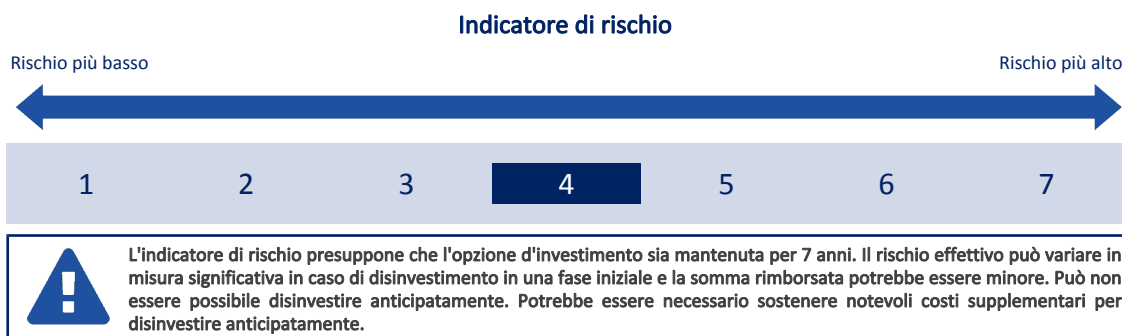 Indicatore di rischio
Rischio più basso Rischio più alto
1 2 3 4 5 6 7
L'indicatore di rischio presuppone che l'opzione d'investimento sia mantenuta per 7 anni. Il rischio effettivo può variare in
misura significativa in caso di disinvestimento in una fase iniziale e la somma rimborsata potrebbe essere minore. Può non
essere possibile disinvestire anticipatamente. Potrebbe essere necessario sostenere notevoli costi supplementari per
disinvestire anticipatamente.